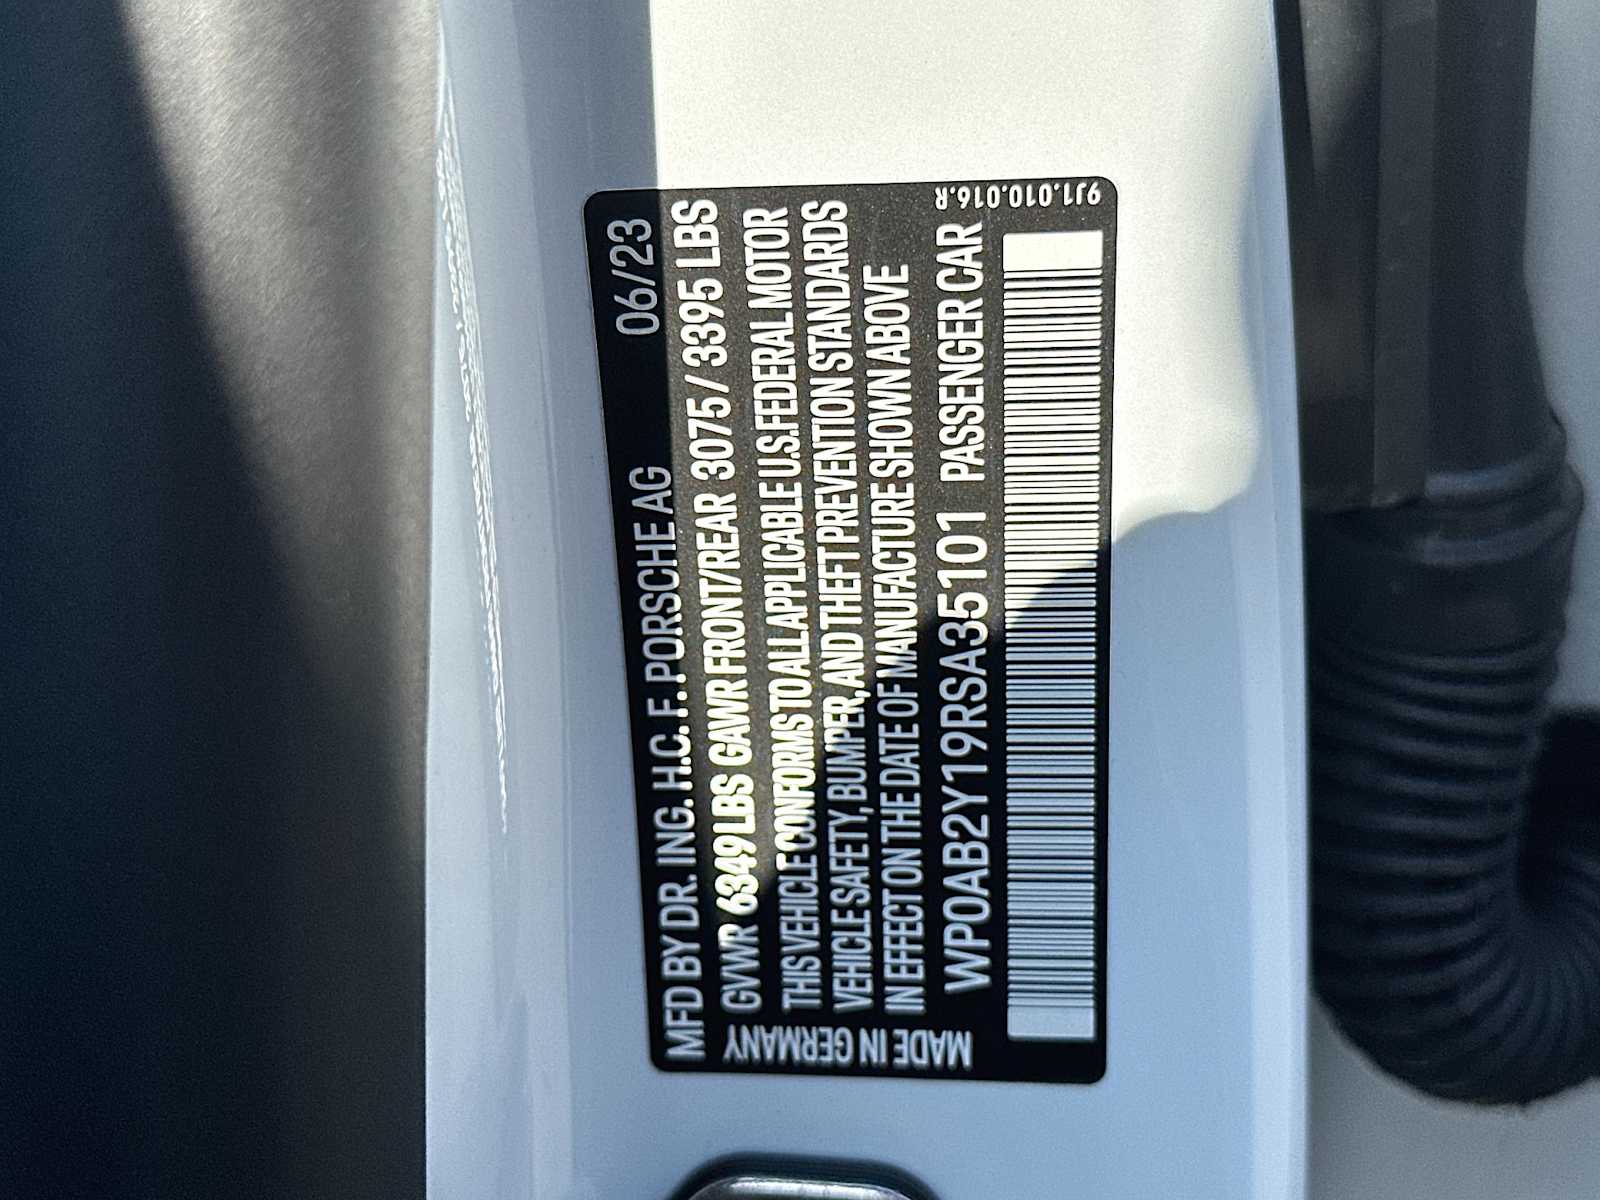 MFD BY DR. ING. H.C. F. PORSCHE AG 06/23
GVWR 6349 LBS GAWR FRONT/REAR 3075 / 3395 LBS
THIS VEHICLE CONFORMS TO ALL APPLICABLE U.S. FEDERAL MOTOR
VEHICLE SAFETY, BUMPER, AND THEFT PREVENTION STANDARDS
IN EFFECT ON THE DATE OF MANUFACTURE SHOWN ABOVE
WP0AB2Y19RSA35101 PASSENGER CAR
MADE IN GERMANY
9J1.010.016.R